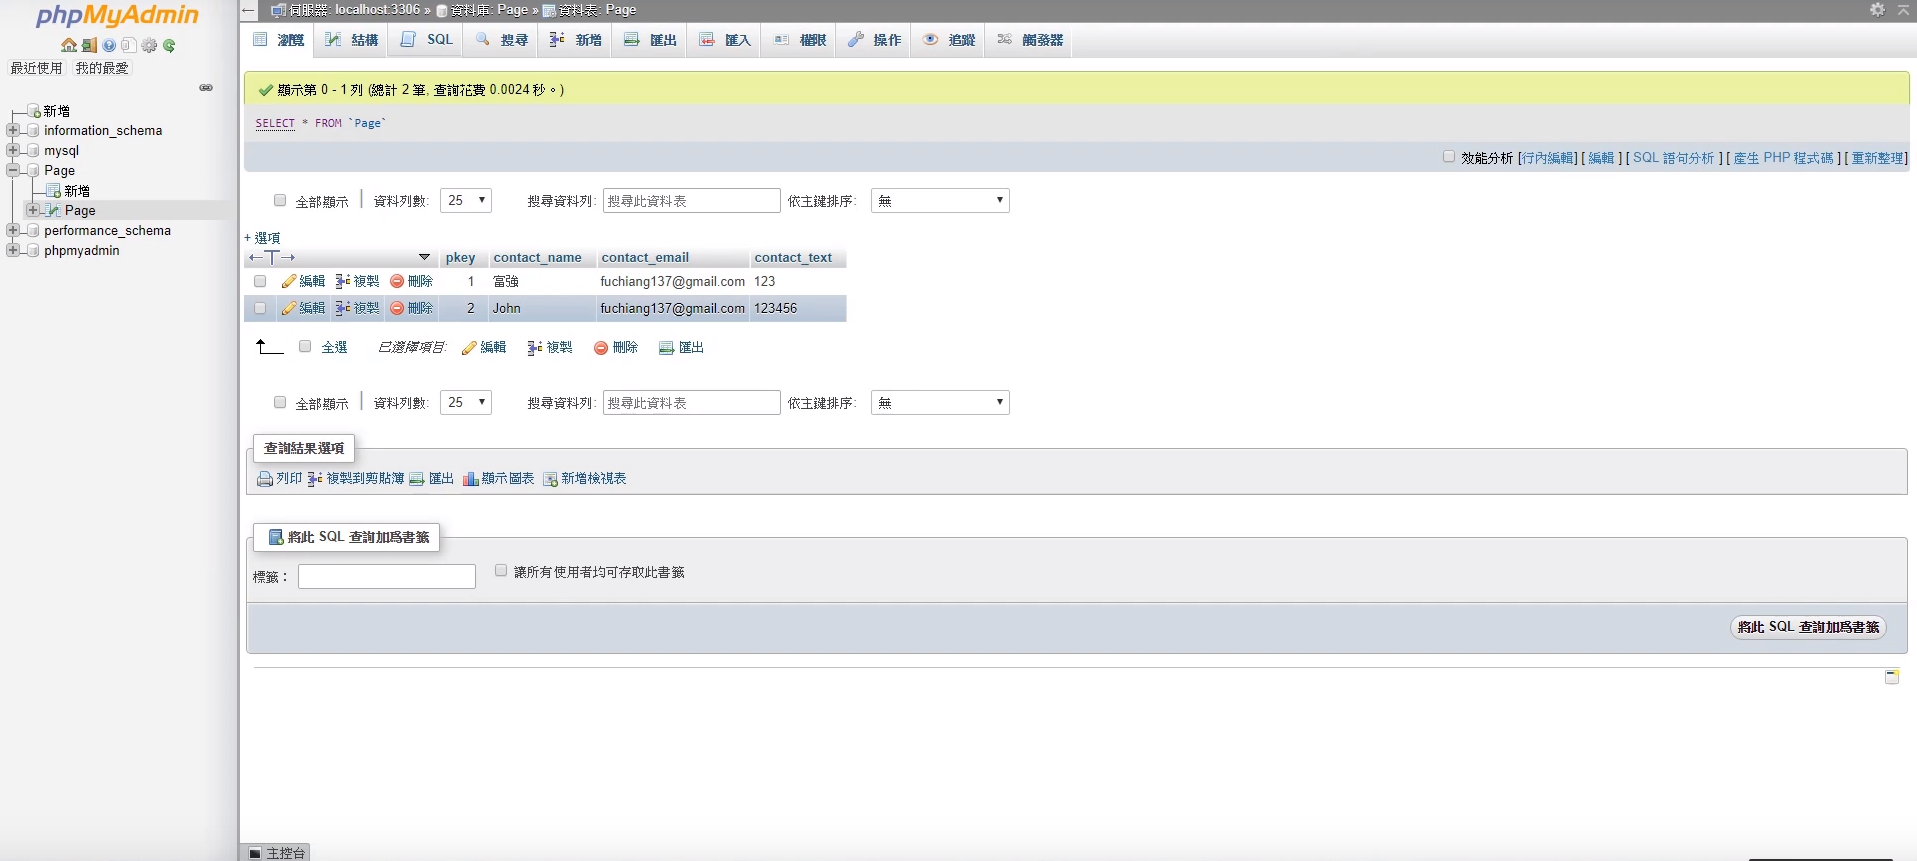 phpMyAdmin
最近使用 我的最愛
新增
information_schema
mysql
Page
新增
Page
performance_schema
phpmyadmin
伺服器: localhost:3306 » 資料庫: Page » 資料表: Page
瀏覽 結構 SQL 搜尋 新增 匯出 匯入 權限 操作 追蹤 觸發器
顯示第 0 - 1 列 (總計 2 筆, 查詢花費 0.0024 秒。)
SELECT * FROM `Page`
效能分析 [行內編輯] [ 編輯 ] [ SQL 語句分析 ] [ 產生 PHP 程式碼 ] [ 重新整理]
全部顯示 | 資料列數: 25 搜尋資料列: 搜尋此資料表 依主鍵排序: 無
+ 選項
←T→ pkey contact_name contact_email contact_text
編輯 複製 刪除 1 富強 fuchiang137@gmail.com 123
編輯 複製 刪除 2 John fuchiang137@gmail.com 123456
全選 已選擇項目: 編輯 複製 刪除 匯出
全部顯示 | 資料列數: 25 搜尋資料列: 搜尋此資料表 依主鍵排序: 無
查詢結果選項
列印 複製到剪貼簿 匯出 顯示圖表 新增檢視表
將此 SQL 查詢加為書籤
標籤： 讓所有使用者均可存取此書籤
將此 SQL 查詢加為書籤
主控台